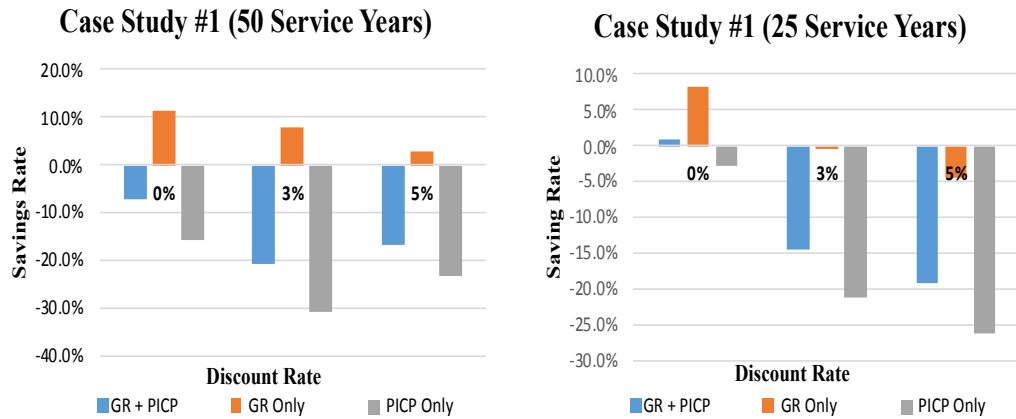 Case Study #1 (50 Service Years)
20.0%
10.0%
0.0%
-10.0%
-20.0%
-30.0%
-40.0%
Savings Rate
0%
3%
5%
Discount Rate
GR + PICP
GR Only
PICP Only
Case Study #1 (25 Service Years)
10.0%
5.0%
0.0%
-5.0%
-10.0%
-15.0%
-20.0%
-25.0%
-30.0%
Saving Rate
0%
3%
5%
Discount Rate
GR + PICP
GR Only
PICP Only